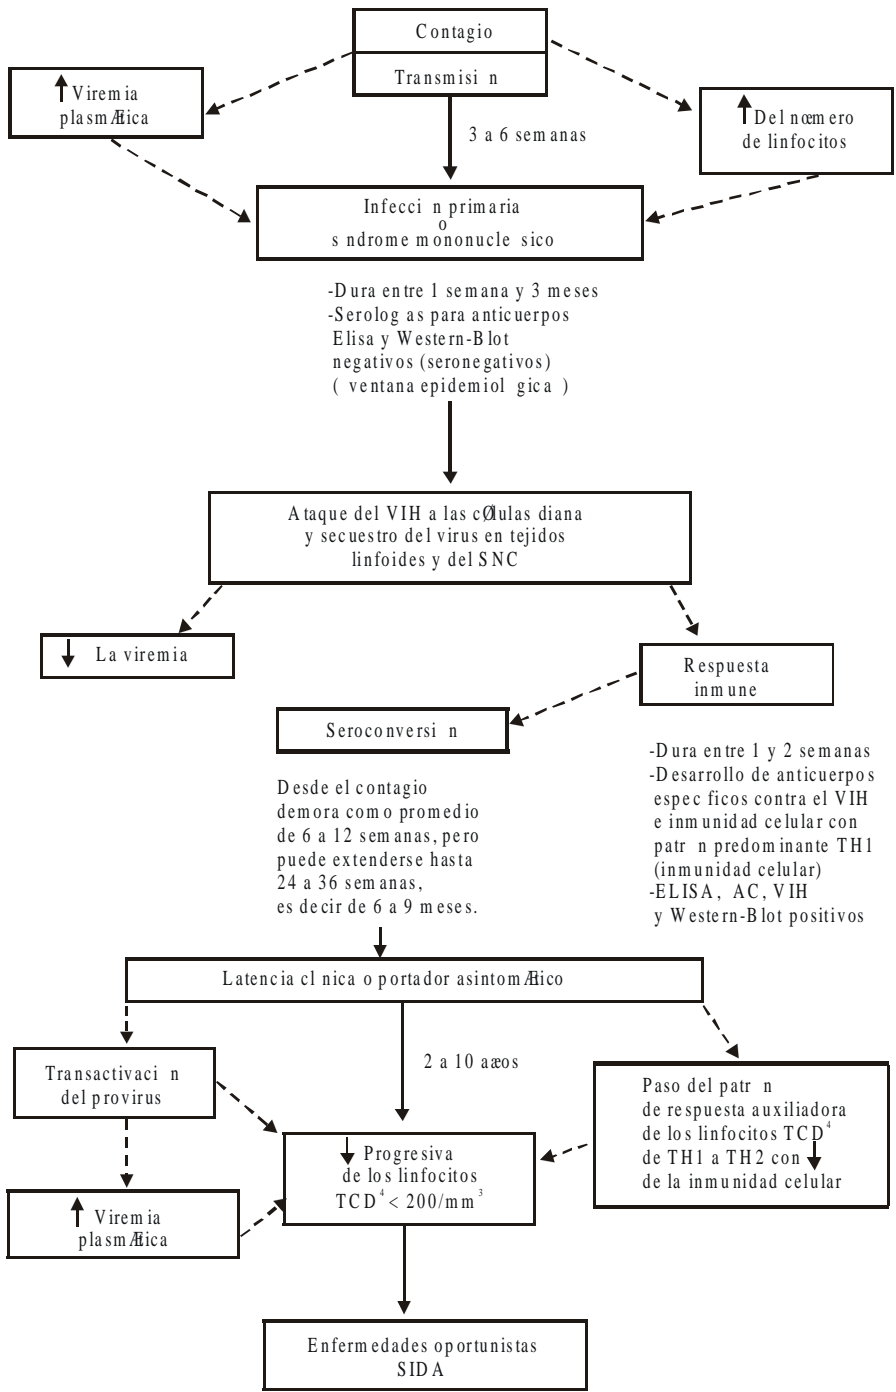 Contagio
Transmisi n
↑ Viremia
plasmÆtica
3 a 6 semanas
↑ Del nœmero
de linfocitos
Infecci n primaria
o
s ndrome mononucle sico
-Dura entre 1 semana y 3 meses
-Serolog as para anticuerpos
Elisa y Western-Blot
negativos (seronegativos)
( ventana epidemiol gica )
Ataque del VIH a las cØlulas diana
y secuestro del virus en tejidos
linfoides y del SNC
↓ La viremia
Respuesta
inmune
Seroconversi n
-Dura entre 1 y 2 semanas
-Desarrollo de anticuerpos
espec ficos contra el VIH
e inmunidad celular con
patr n predominante TH1
(inmunidad celular)
-ELISA, AC, VIH
y Western-Blot positivos
Desde el contagio
demora como promedio
de 6 a 12 semanas, pero
puede extenderse hasta
24 a 36 semanas,
es decir de 6 a 9 meses.
Latencia cl nica o portador asintomÆtico
Transactivaci n
del provirus
2 a 10 aæos
Paso del patr n
de respuesta auxiliadora
de los linfocitos TCD⁴
de TH1 a TH2 con ↓
de la inmunidad celular
↓ Progresiva
de los linfocitos
TCD⁴ < 200/mm³
↑ Viremia
plasmÆtica
Enfermedades oportunistas
SIDA